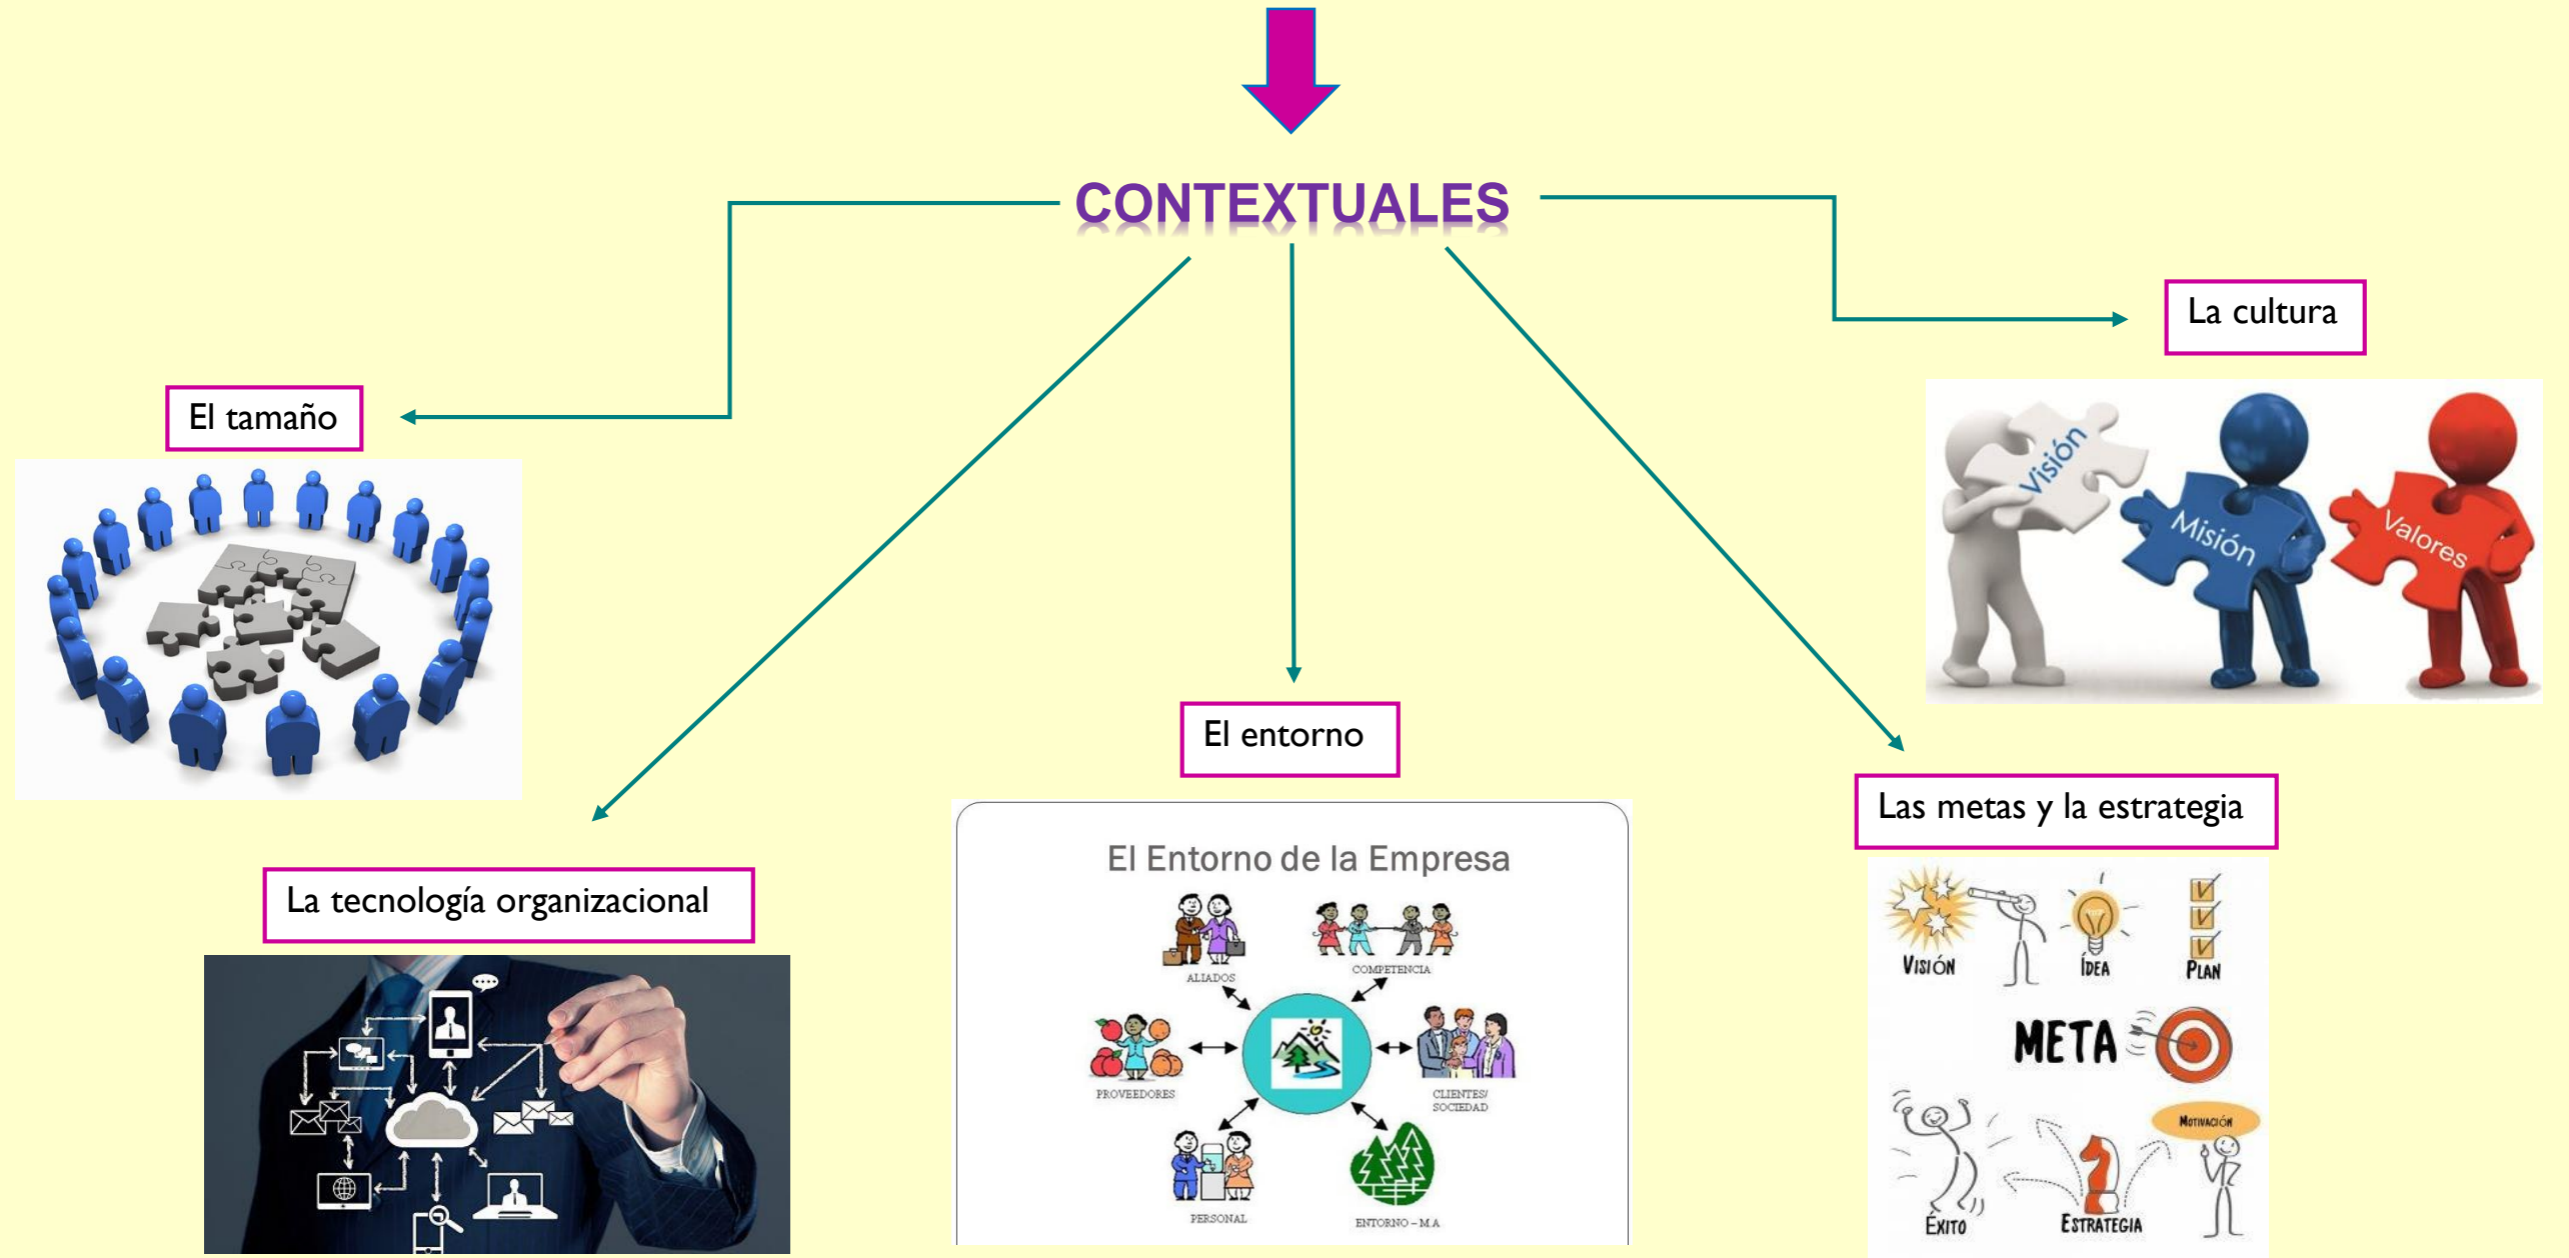 CONTEXTUALES
La cultura
El tamaño
Visión
Misión
Valores
El entorno
Las metas y la estrategia
La tecnología organizacional
El Entorno de la Empresa
ALIADOS
COMPETENCIA
PROVEEDORES
CLIENTES/
SOCIEDAD
PERSONAL
ENTORNO – M.A
VISIÓN
ÍDEA
PLAN
META
MOTIVACIÓN
ÉXITO
ESTRATEGIA